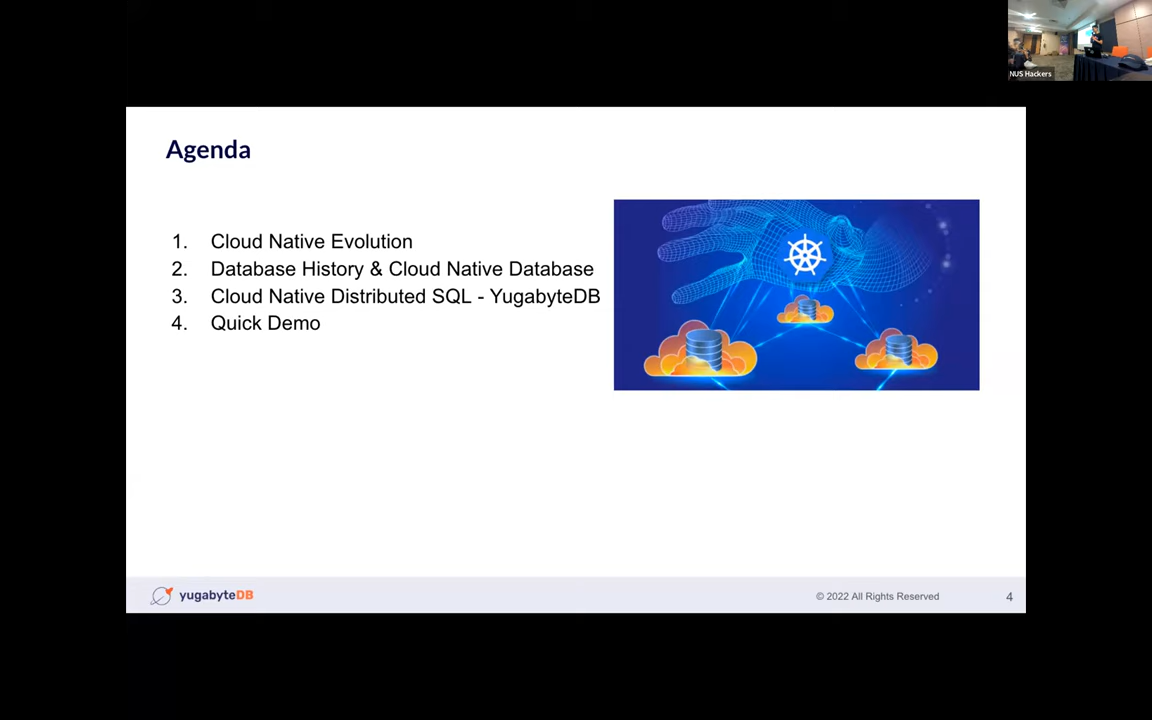 NUS Hackers
Agenda
1. Cloud Native Evolution
2. Database History & Cloud Native Database
3. Cloud Native Distributed SQL - YugabyteDB
4. Quick Demo
yugabyteDB
© 2022 All Rights Reserved
4